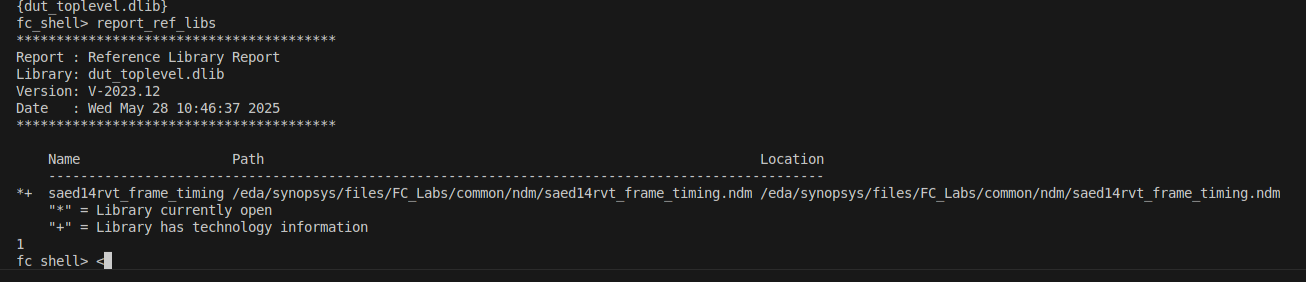 {dut_toplevel.dlib}
fc_shell> report_ref_libs
****************************************
Report : Reference Library Report
Library: dut_toplevel.dlib
Version: V-2023.12
Date   : Wed May 28 10:46:37 2025
****************************************
    Name                   Path                                                              Location
    -------------------------------------------------------------------------------------------------
*+  saed14rvt_frame_timing /eda/synopsys/files/FC_Labs/common/ndm/saed14rvt_frame_timing.ndm /eda/synopsys/files/FC_Labs/common/ndm/saed14rvt_frame_timing.ndm
    "*" = Library currently open
    "+" = Library has technology information
1
fc_shell> <